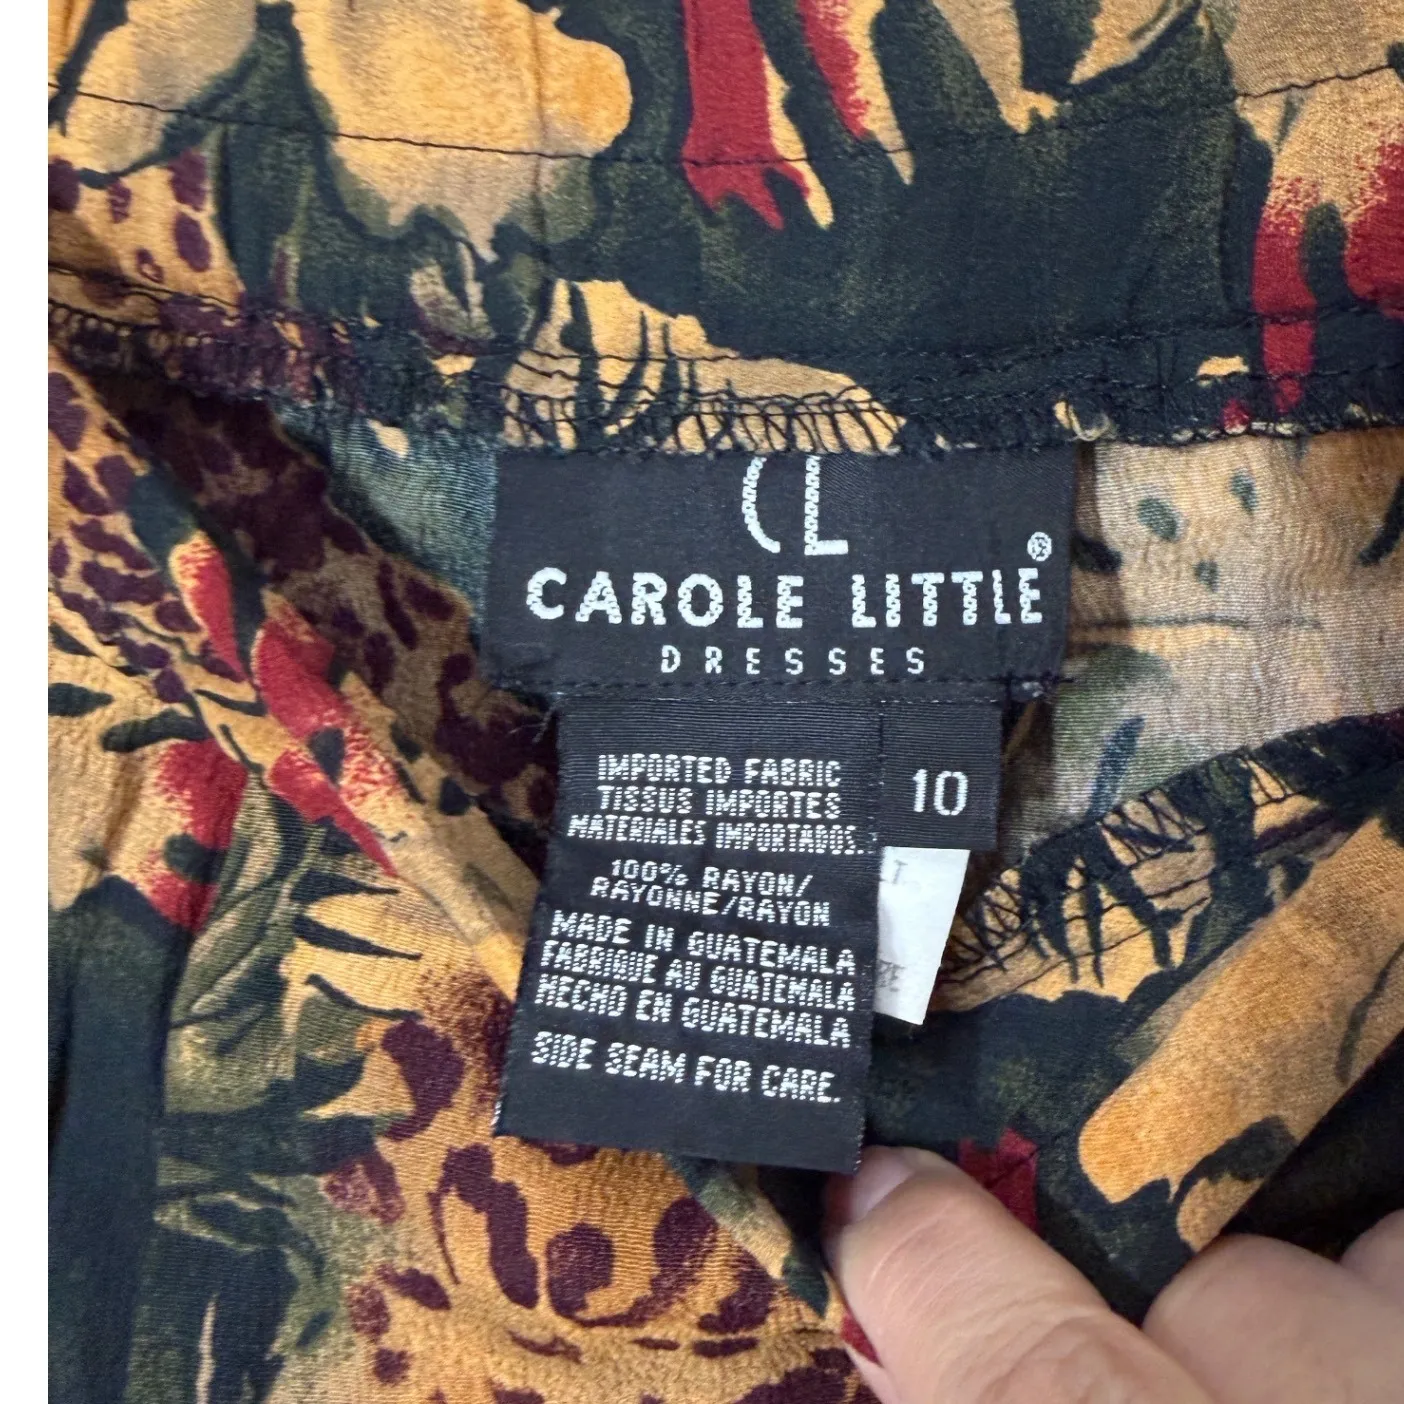 CL
CAROLE LITTLE®
DRESSES
10
IMPORTED FABRIC
TISSUS IMPORTES
MATERIALES IMPORTADOS.
100% RAYON/
RAYONNE/RAYON
MADE IN GUATEMALA
FABRIQUE AU GUATEMALA
HECHO EN GUATEMALA
SIDE SEAM FOR CARE.